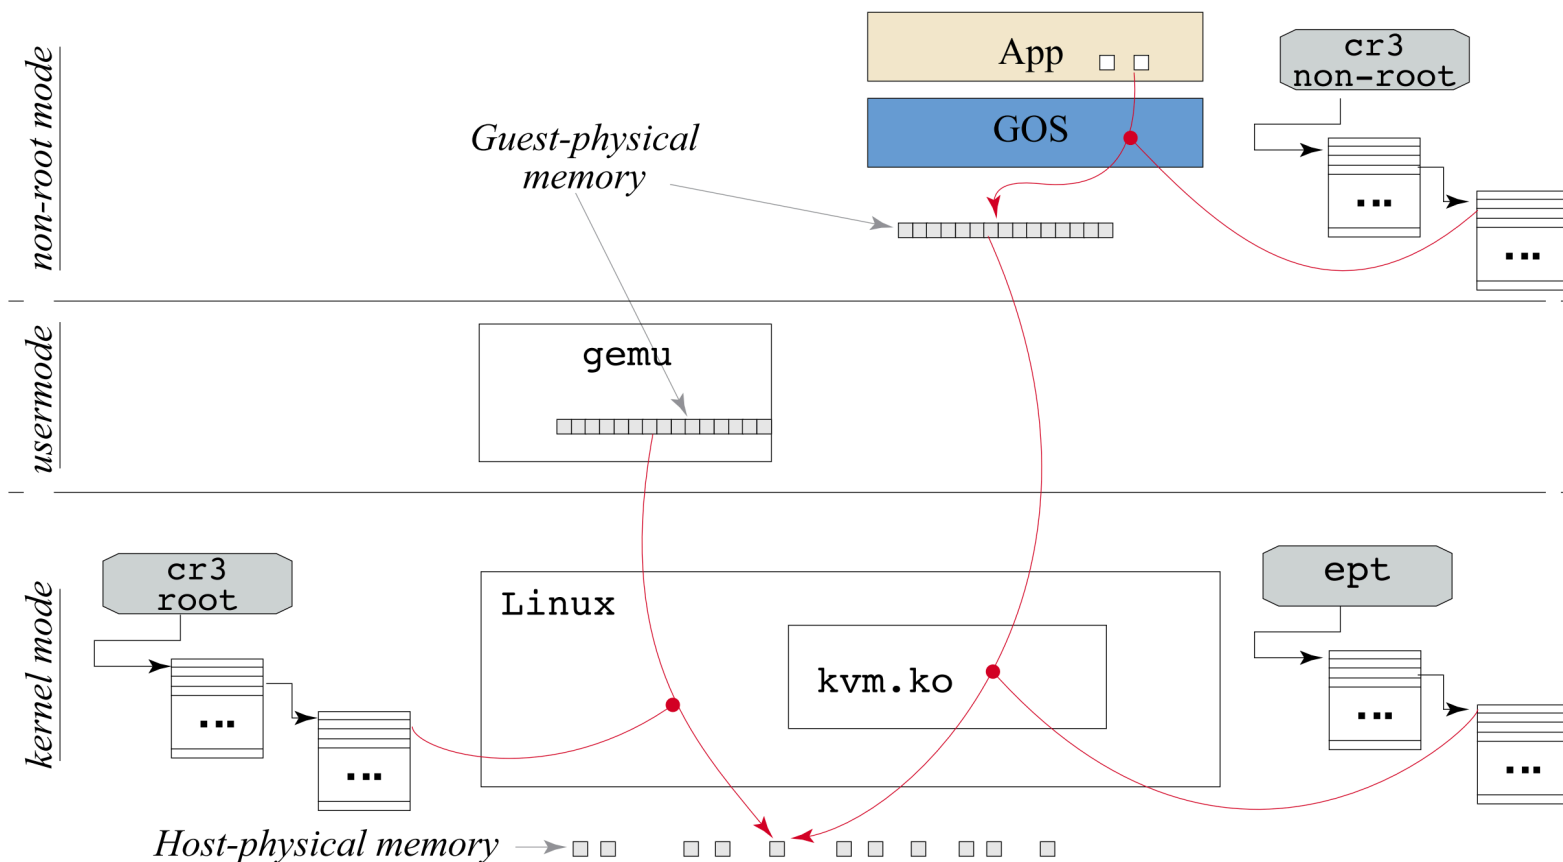 non-root mode
App
GOS
cr3
non-root
Guest-physical
memory
usermode
gemu
kernel mode
cr3
root
Linux
kvm.ko
ept
Host-physical memory